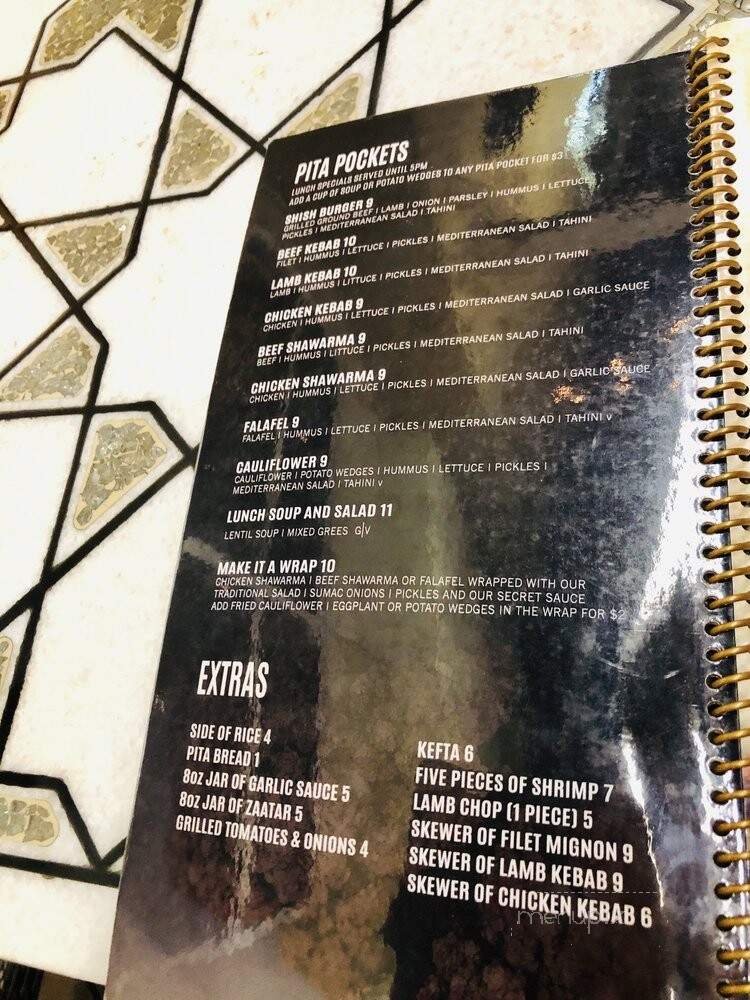 PITA POCKETS
LUNCH SPECIALS SERVED UNTIL 5PM
ADD A CUP OF SOUP OR POTATO WEDGES TO ANY PITA POCKET FOR $3
SHISH BURGER 9
GRILLED GROUND BEEF | LAMB | ONION | PARSLEY | HUMMUS | LETTUCE
PICKLES | MEDITERRANEAN SALAD | TAHINI
BEEF KEBAB 10
FILET | HUMMUS | LETTUCE | PICKLES | MEDITERRANEAN SALAD | TAHINI
LAMB KEBAB 10
LAMB | HUMMUS | LETTUCE | PICKLES | MEDITERRANEAN SALAD | TAHINI
CHICKEN KEBAB 9
CHICKEN | HUMMUS | LETTUCE | PICKLES | MEDITERRANEAN SALAD | GARLIC SAUCE
BEEF SHAWARMA 9
BEEF | HUMMUS | LETTUCE | PICKLES | MEDITERRANEAN SALAD | TAHINI
CHICKEN SHAWARMA 9
CHICKEN | HUMMUS | LETTUCE | PICKLES | MEDITERRANEAN SALAD | GARLIC SAUCE
FALAFEL 9
FALAFEL | HUMMUS | LETTUCE | PICKLES | MEDITERRANEAN SALAD | TAHINI V
CAULIFLOWER 9
CAULIFLOWER | POTATO WEDGES | HUMMUS | LETTUCE | PICKLES |
MEDITERRANEAN SALAD | TAHINI V
LUNCH SOUP AND SALAD 11
LENTIL SOUP | MIXED GREES G|V
MAKE IT A WRAP 10
CHICKEN SHAWARMA | BEEF SHAWARMA OR FALAFEL WRAPPED WITH OUR
TRADITIONAL SALAD | SUMAC ONIONS | PICKLES AND OUR SECRET SAUCE
ADD FRIED CAULIFLOWER | EGGPLANT OR POTATO WEDGES IN THE WRAP FOR $2
EXTRAS
SIDE OF RICE 4
PITA BREAD 1
8OZ JAR OF GARLIC SAUCE 5
8OZ JAR OF ZAATAR 5
GRILLED TOMATOES & ONIONS 4
KEFTA 6
FIVE PIECES OF SHRIMP 7
LAMB CHOP (1 PIECE) 5
SKEWER OF FILET MIGNON 9
SKEWER OF LAMB KEBAB 9
SKEWER OF CHICKEN KEBAB 6